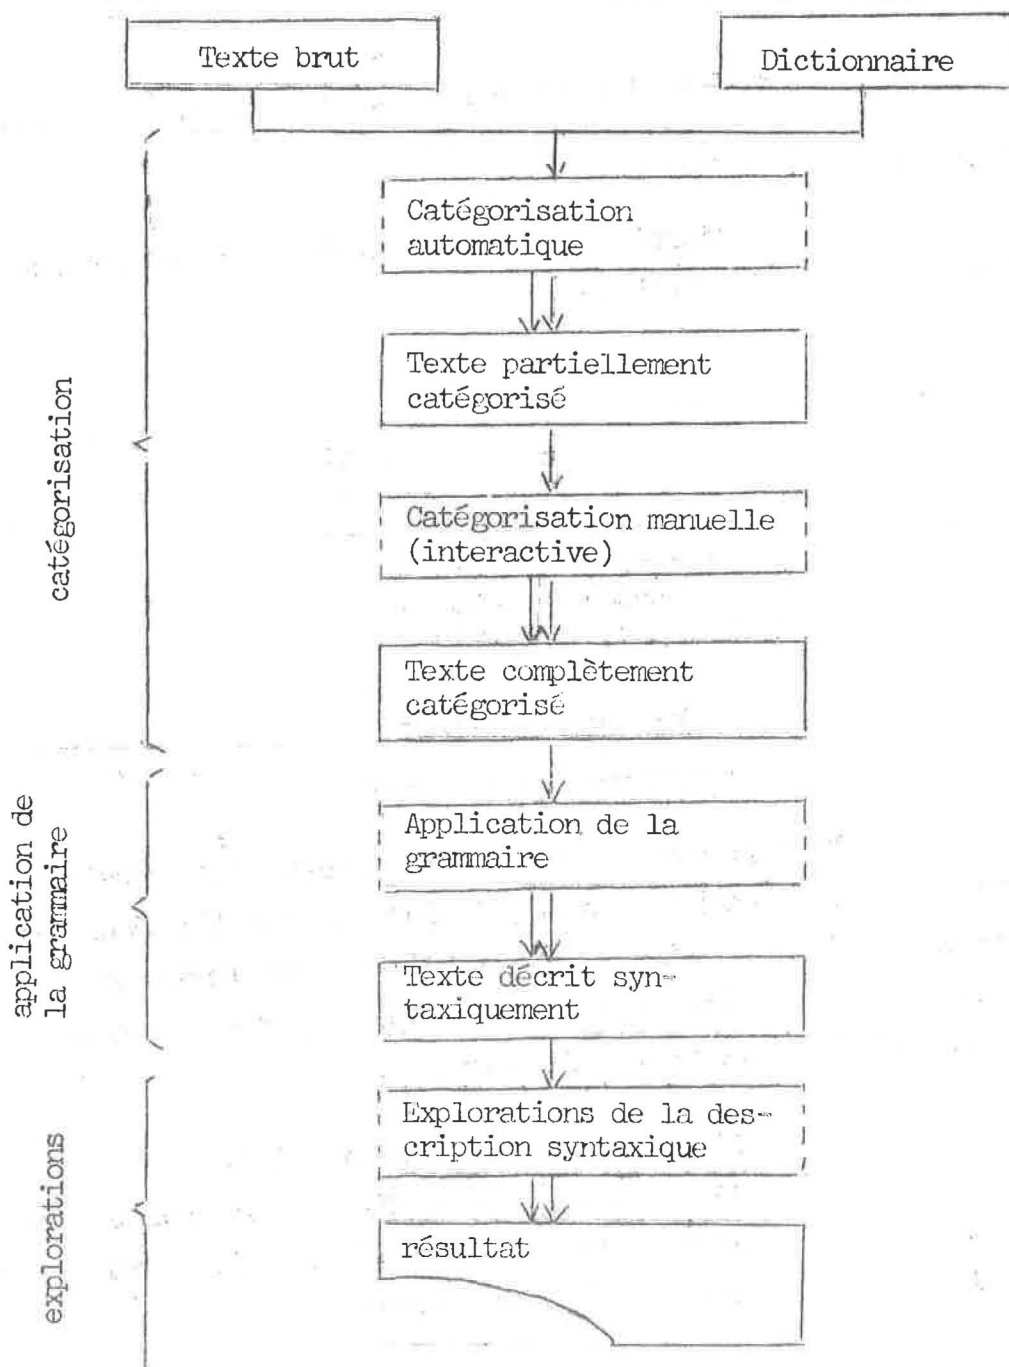 Texte brut
Dictionnaire
Catégorisation
automatique
Texte partiellement
catégorisé
catégorisation
Catégorisation manuelle
(interactive)
Texte complètement
catégorisé
application de
la grammaire
Application de la
grammaire
Texte décrit syn-
taxiquement
explorations
Explorations de la des-
cription syntaxique
résultat